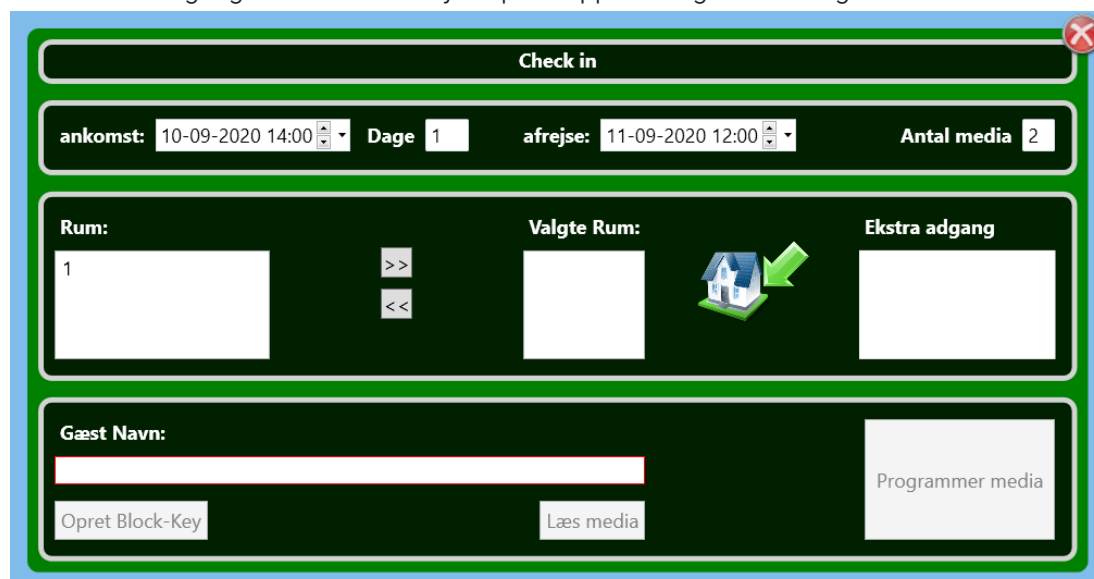 Check in
ankomst: 10-09-2020 14:00 Dage 1 afrejse: 11-09-2020 12:00 Antal media 2
Rum: Valgte Rum: Ekstra adgang
1
>>
<<
Gæst Navn:
Programmer media
Opret Block-Key Læs media